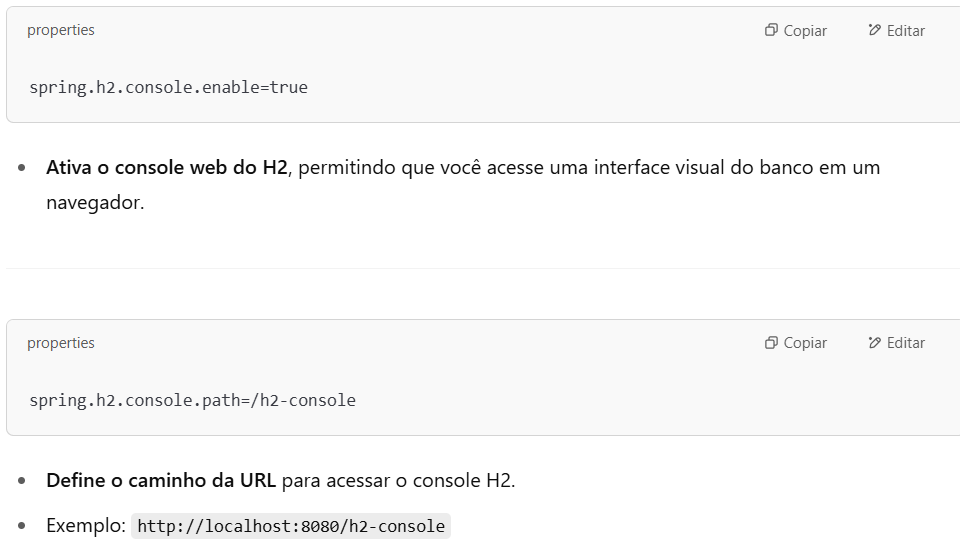 properties
Copiar
Editar
spring.h2.console.enable=true
Ativa o console web do H2, permitindo que você acesse uma interface visual do banco em um
navegador.
properties
Copiar
Editar
spring.h2.console.path=/h2-console
Define o caminho da URL para acessar o console H2.
Exemplo: http://localhost:8080/h2-console